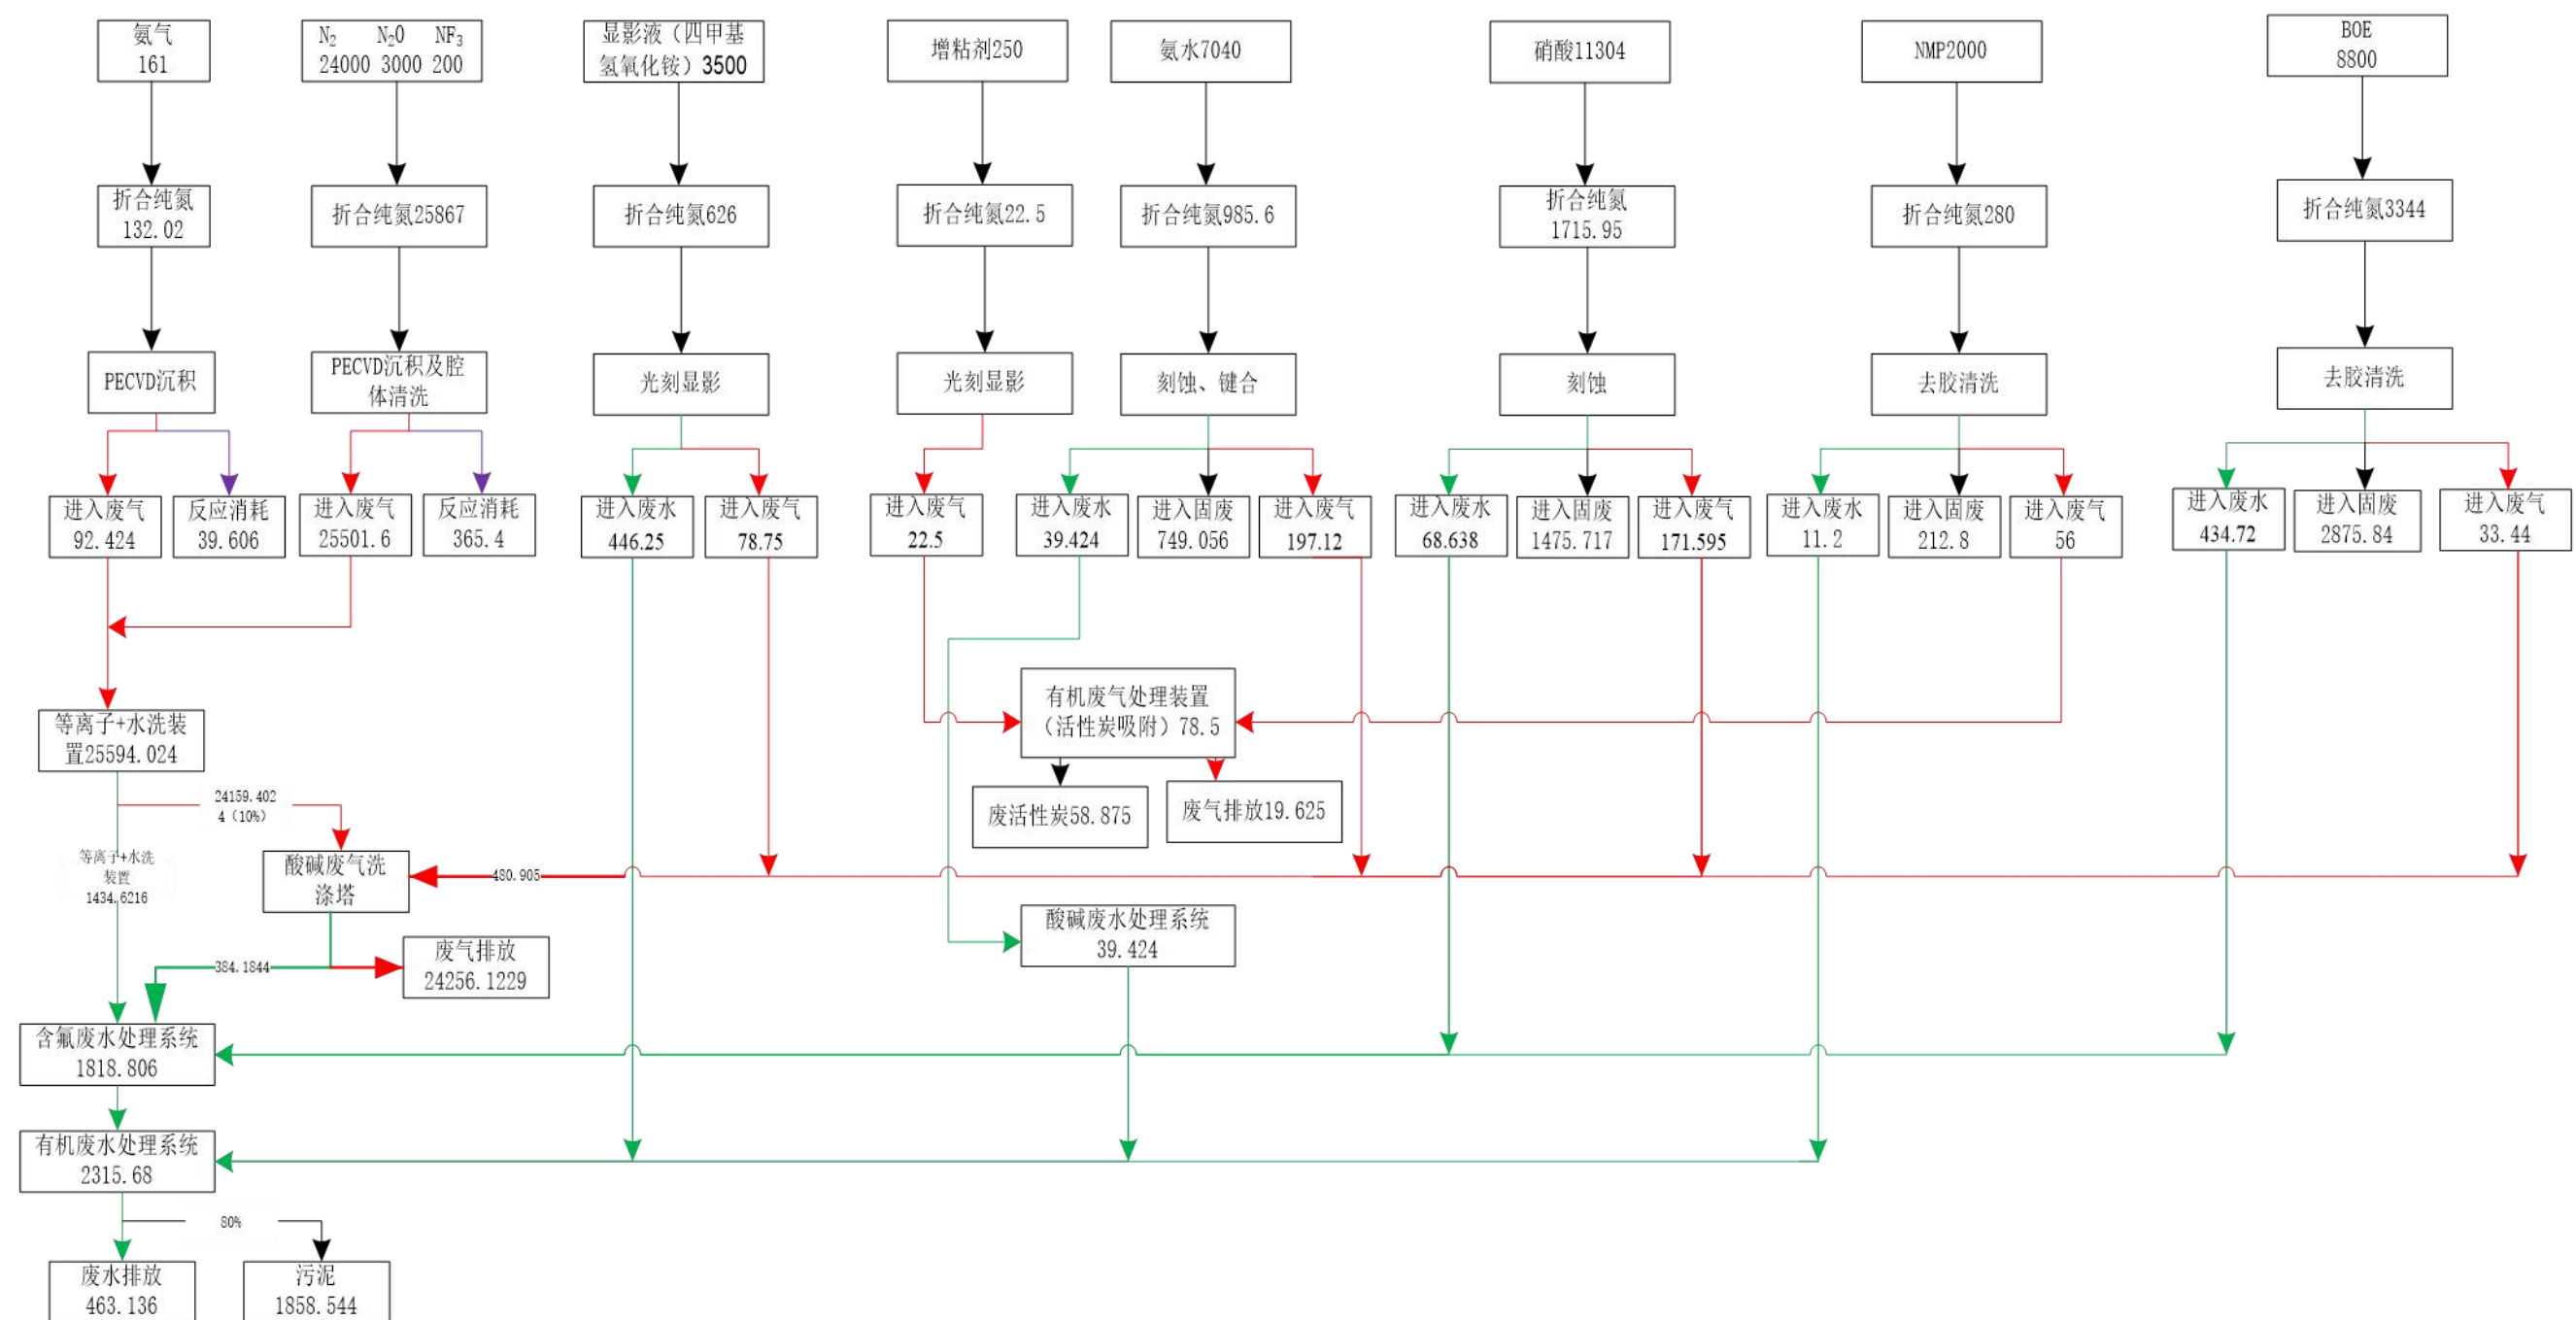 氨气
161
N₂ N₂O NF₃
24000 3000 200
显影液（四甲基
氢氧化铵）3500
增粘剂250
氨水7040
硝酸11304
NMP2000
BOE
8800
折合纯氮
132.02
折合纯氮25867
折合纯氮626
折合纯氮22.5
折合纯氮985.6
折合纯氮
1715.95
折合纯氮280
折合纯氮3344
PECVD沉积
PECVD沉积及腔
体清洗
光刻显影
光刻显影
刻蚀、键合
刻蚀
去胶清洗
去胶清洗
进入废气
92.424
反应消耗
39.606
进入废气
25501.6
反应消耗
365.4
进入废水
446.25
进入废气
78.75
进入废气
22.5
进入废水
39.424
进入固废
749.056
进入废气
197.12
进入废水
68.638
进入固废
1475.717
进入废气
171.595
进入废水
11.2
进入固废
212.8
进入废气
56
进入废水
434.72
进入固废
2875.84
进入废气
33.44
等离子+水洗装
置25594.024
有机废气处理装置
（活性炭吸附）78.5
24159.402
4（10%）
废活性炭58.875
废气排放19.625
等离子+水洗
装置
1434.6216
酸碱废气洗
涤塔
480.905
酸碱废水处理系统
39.424
384.1844
废气排放
24256.1229
含氟废水处理系统
1818.806
有机废水处理系统
2315.68
80%
废水排放
463.136
污泥
1858.544